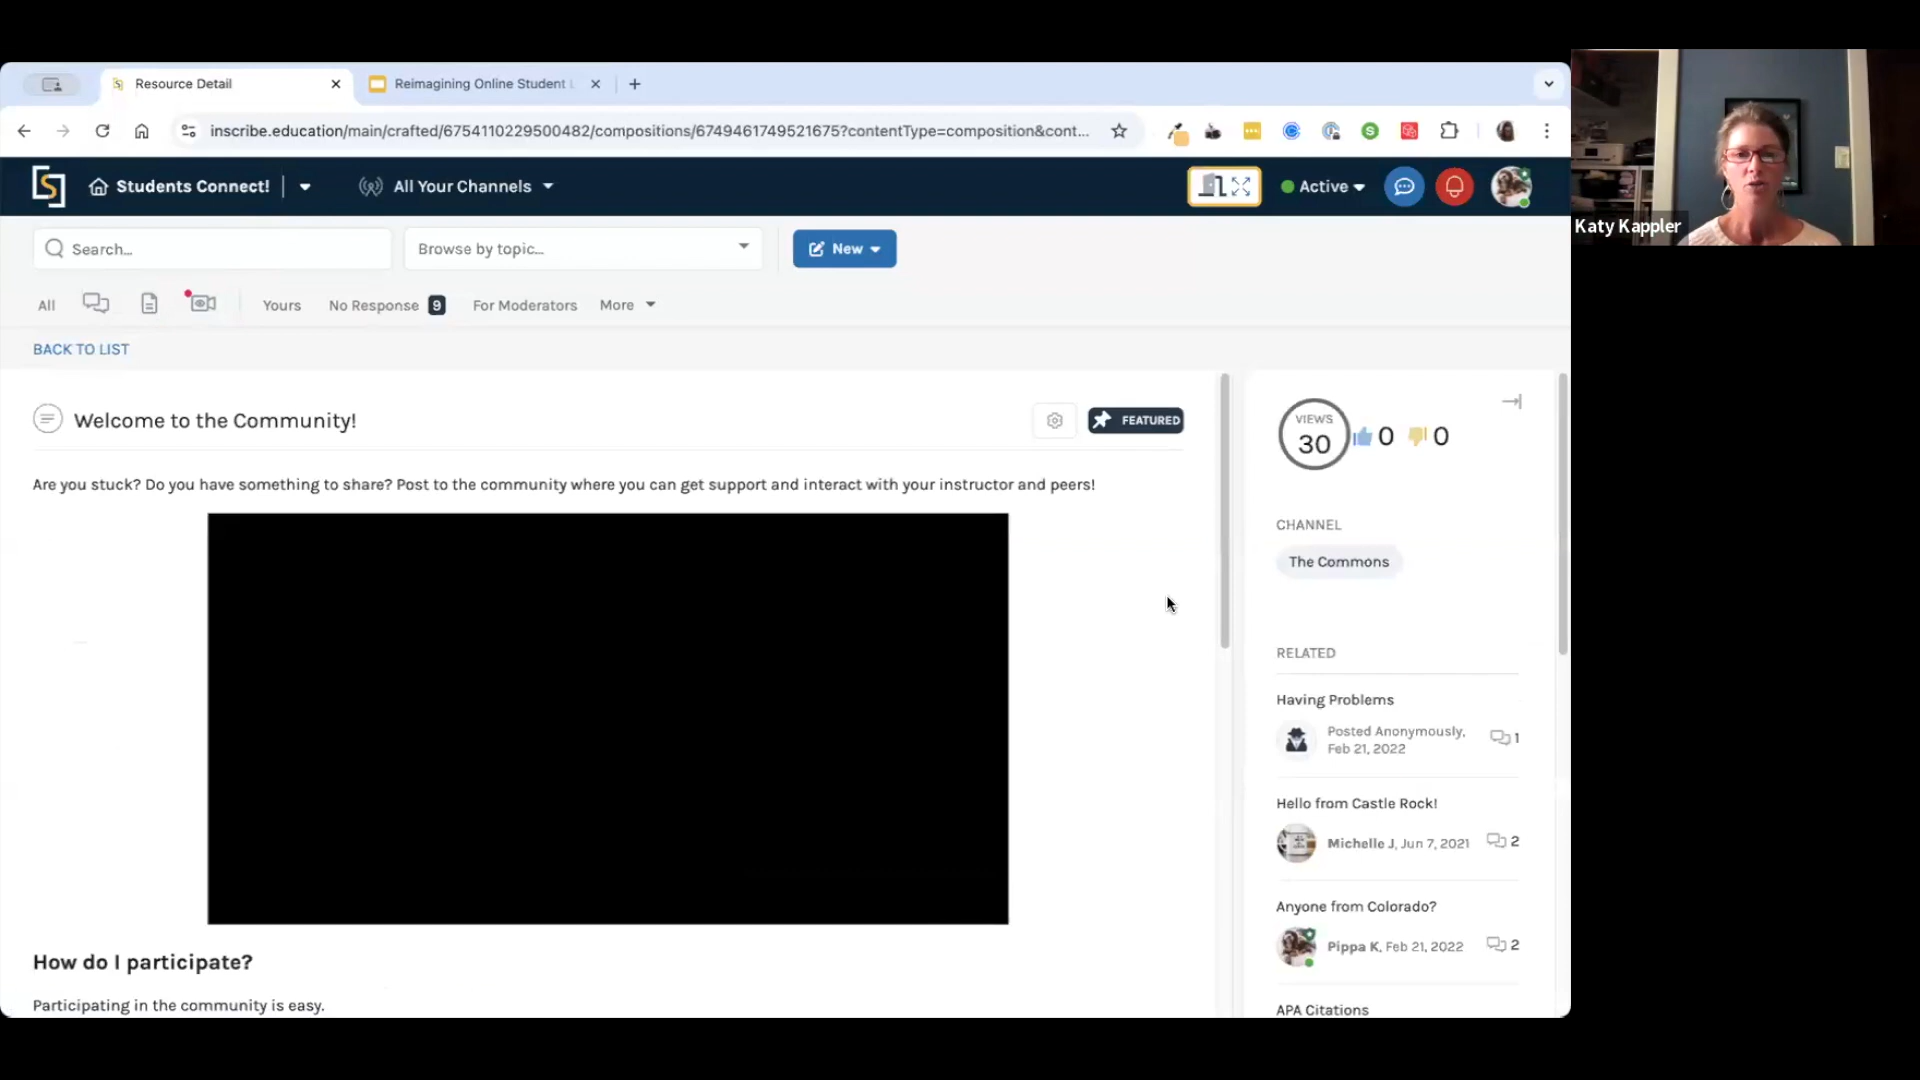 Resource Detail
Reimagining Online Student
inscribe.education/main/crafted/6754110229500482/compositions/6749461749521675?contentType=composition&cont...
Students Connect!
All Your Channels
Active
Search...
Browse by topic...
New
All
Yours
No Response 9
For Moderators
More
BACK TO LIST
Welcome to the Community!
FEATURED
Are you stuck? Do you have something to share? Post to the community where you can get support and interact with your instructor and peers!
How do I participate?
Participating in the community is easy.
VIEWS
30
0
0
CHANNEL
The Commons
RELATED
Having Problems
Posted Anonymously,
Feb 21, 2022
1
Hello from Castle Rock!
Michelle J, Jun 7, 2021
2
Anyone from Colorado?
Pippa K, Feb 21, 2022
2
APA Citations
Katy Kappler